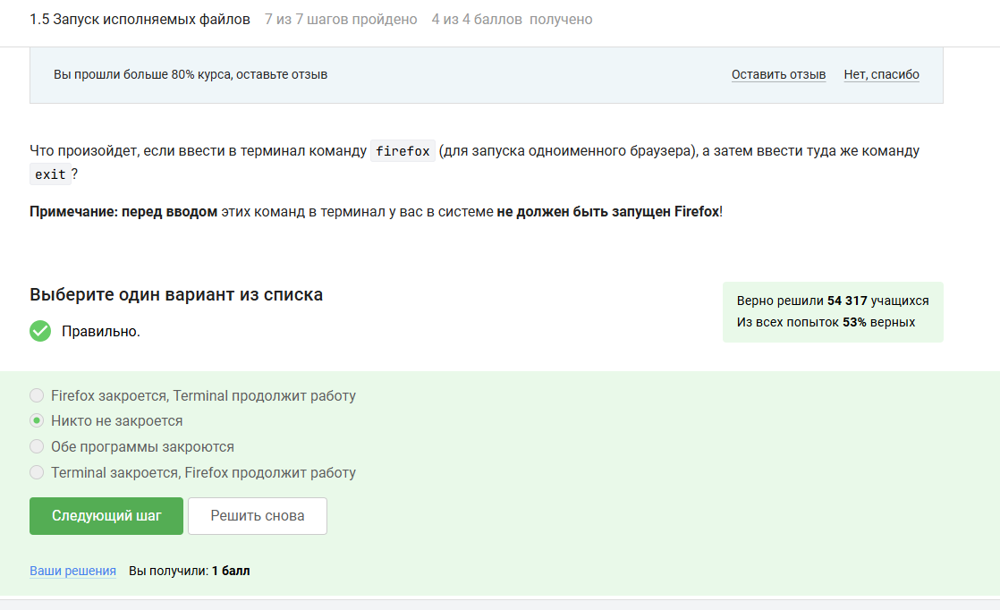 1.5 Запуск исполняемых файлов 7 из 7 шагов пройдено 4 из 4 баллов получено
Вы прошли больше 80% курса, оставьте отзыв Оставить отзыв Нет, спасибо
Что произойдет, если ввести в терминал команду firefox (для запуска одноименного браузера), а затем ввести туда же команду
exit ?
Примечание: перед вводом этих команд в терминал у вас в системе не должен быть запущен Firefox!
Выберите один вариант из списка
Верно решили 54 317 учащихся
Из всех попыток 53% верных
Правильно.
Firefox закроется, Terminal продолжит работу
Никто не закроется
Обе программы закроются
Terminal закроется, Firefox продолжит работу
Следующий шаг Решить снова
Ваши решения Вы получили: 1 балл